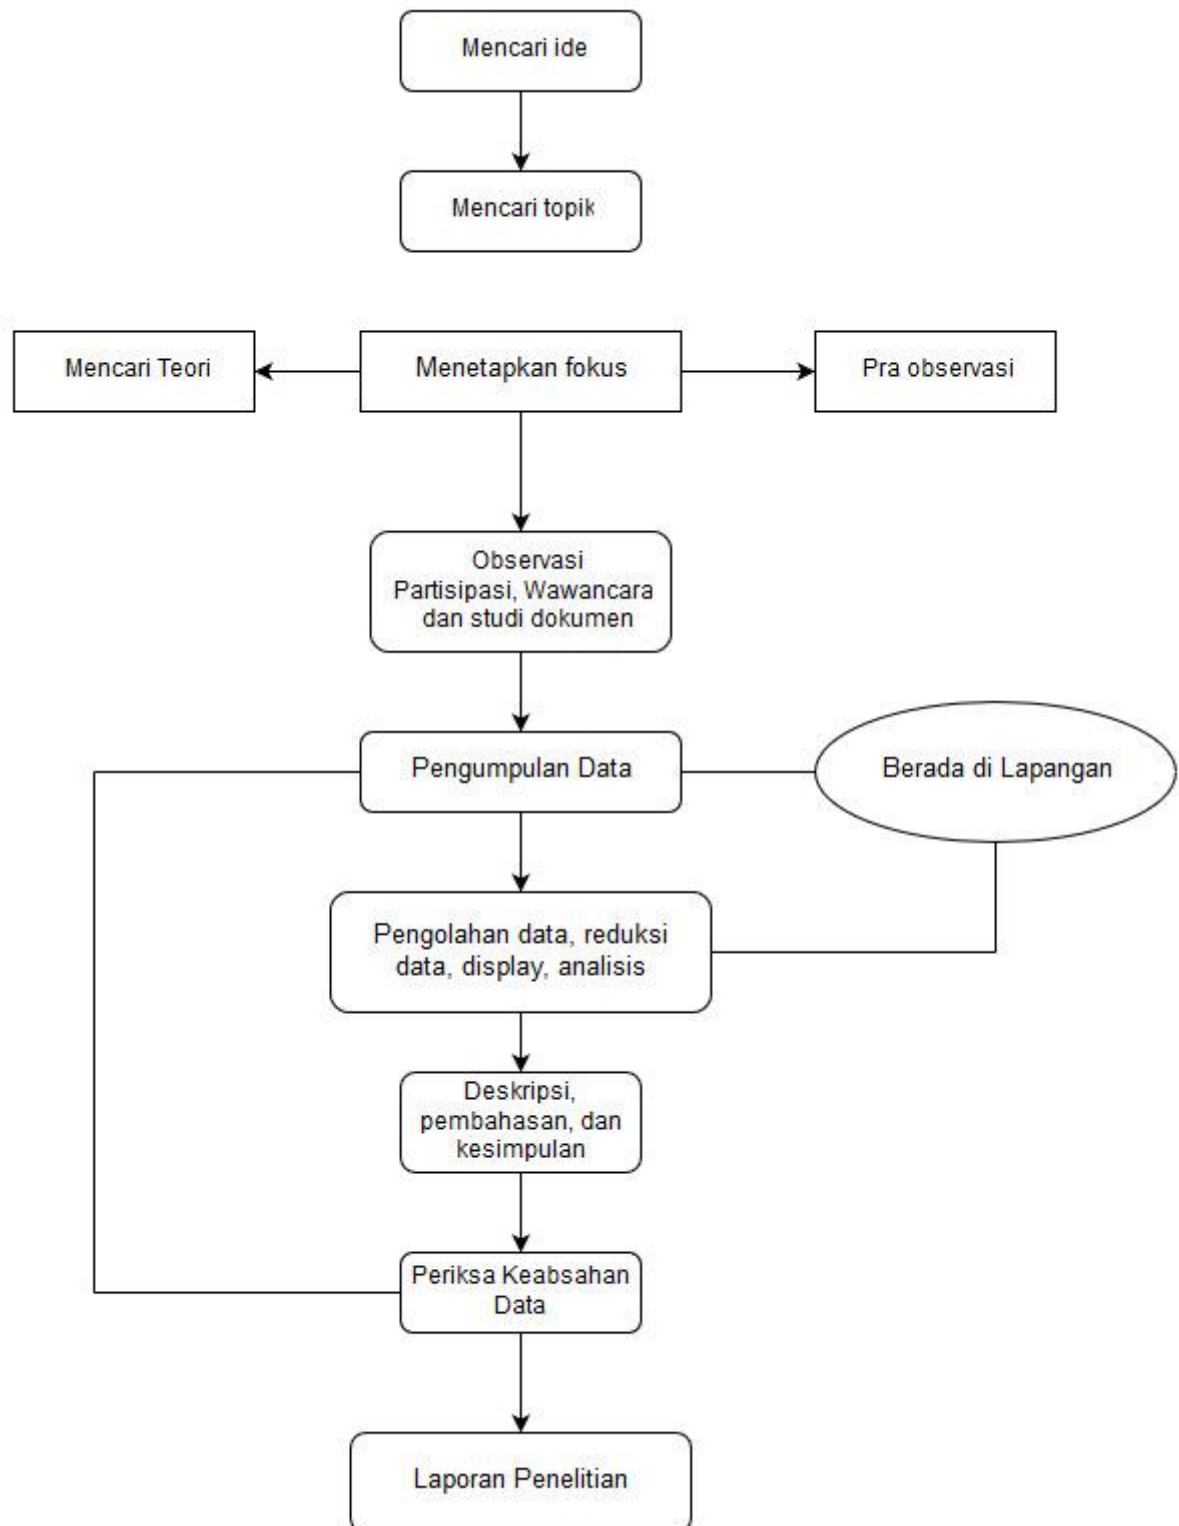 Mencari ide
Mencari topik
Mencari Teori
Menetapkan fokus
Pra observasi
Observasi
Partisipasi, Wawancara
dan studi dokumen
Pengumpulan Data
Berada di Lapangan
Pengolahan data, reduksi
data, display, analisis
Deskripsi,
pembahasan, dan
kesimpulan
Periksa Keabsahan
Data
Laporan Penelitian